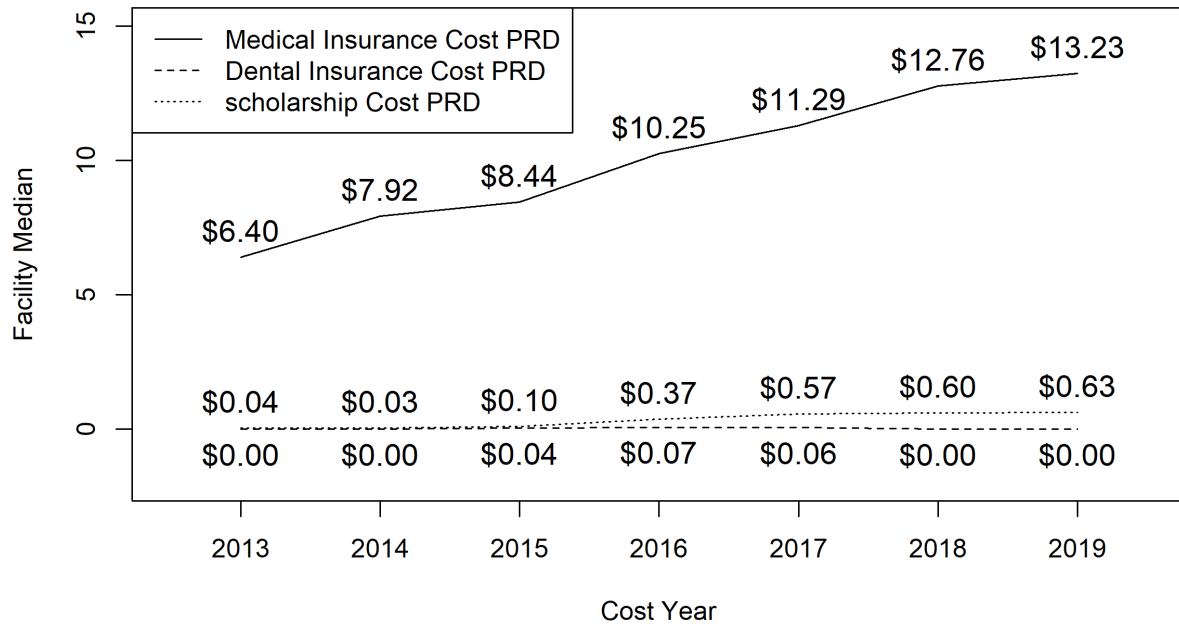 15
Medical Insurance Cost PRD
Dental Insurance Cost PRD
scholarship Cost PRD
$13.23
$12.76
$11.29
$10.25
10
$7.92
$8.44
$6.40
Facility Median
5
$0.04 $0.03 $0.10 $0.37 $0.57 $0.60 $0.63
0
$0.00 $0.00 $0.04 $0.07 $0.06 $0.00 $0.00
2013 2014 2015 2016 2017 2018 2019
Cost Year